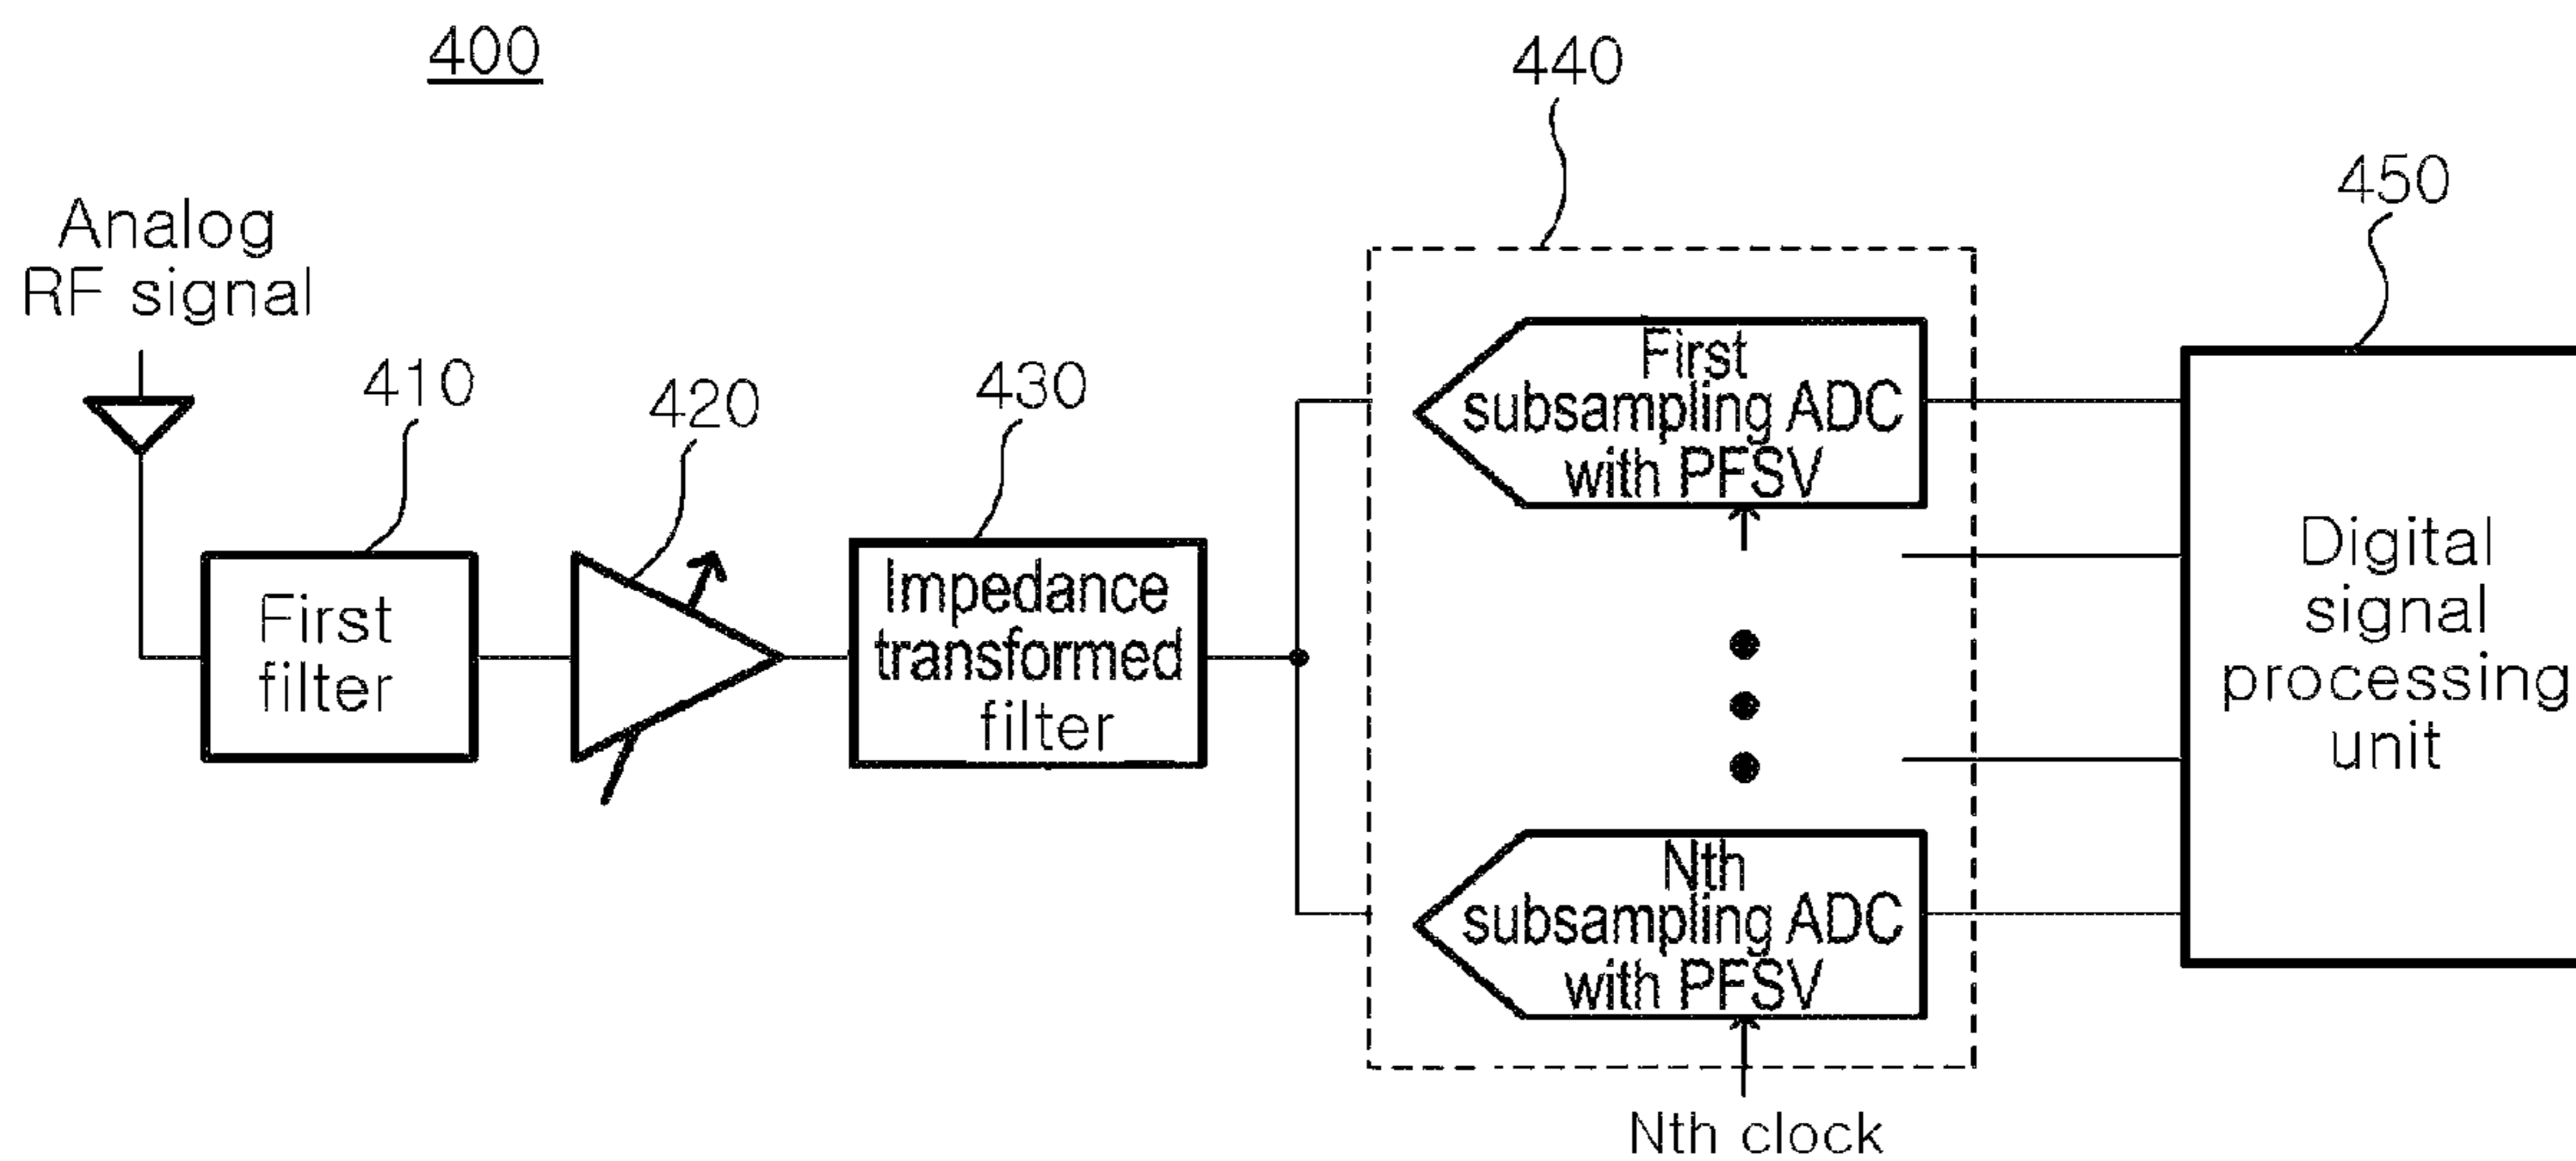 400
440
450
Analog
RF signal
410
420
430
First
subsampling ADC
with PFSV
First
filter
Impedance
transformed
filter
Digital
signal
processing
unit
Nth
subsampling ADC
with PFSV
Nth clock